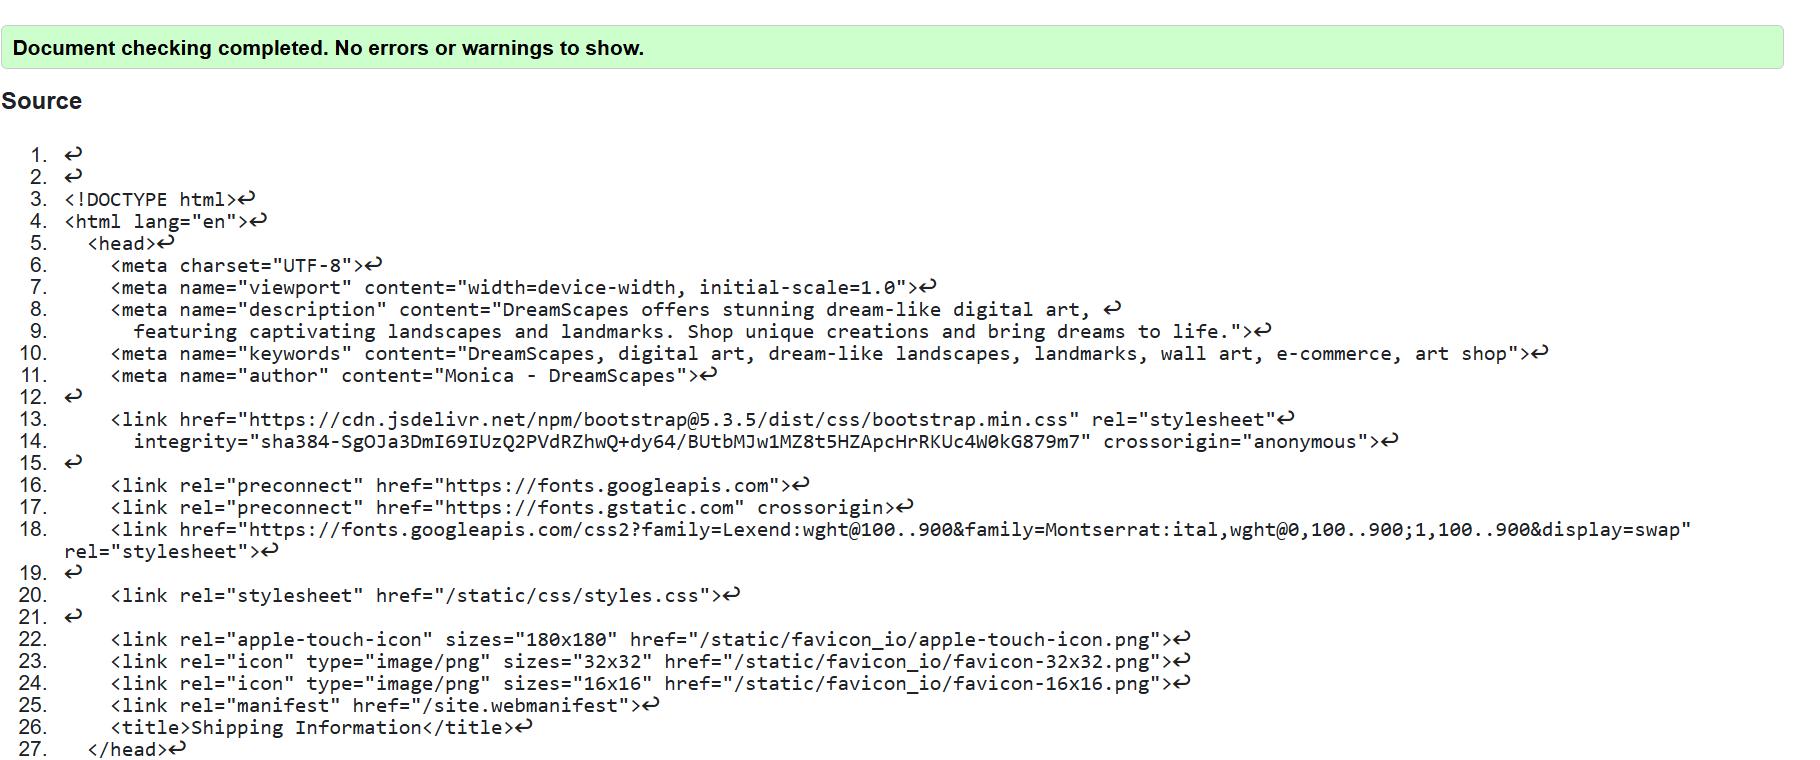 Document checking completed. No errors or warnings to show.
Source
1. ↩
2. ↩
3. <!DOCTYPE html>↩
4. <html lang="en">↩
5.   <head>↩
6.     <meta charset="UTF-8">↩
7.     <meta name="viewport" content="width=device-width, initial-scale=1.0">↩
8.     <meta name="description" content="DreamScapes offers stunning dream-like digital art, ↩
9.       featuring captivating landscapes and landmarks. Shop unique creations and bring dreams to life.">↩
10.     <meta name="keywords" content="DreamScapes, digital art, dream-like landscapes, landmarks, wall art, e-commerce, art shop">↩
11.     <meta name="author" content="Monica - DreamScapes">↩
12. ↩
13.     <link href="https://cdn.jsdelivr.net/npm/bootstrap@5.3.5/dist/css/bootstrap.min.css" rel="stylesheet"↩
14.       integrity="sha384-SgOJa3DmI69IUzQ2PVdRZhwQ+dy64/BUtbMJw1MZ8t5HZApcHrRKUc4W0kG879m7" crossorigin="anonymous">↩
15. ↩
16.     <link rel="preconnect" href="https://fonts.googleapis.com">↩
17.     <link rel="preconnect" href="https://fonts.gstatic.com" crossorigin>↩
18.     <link href="https://fonts.googleapis.com/css2?family=Lexend:wght@100..900&family=Montserrat:ital,wght@0,100..900;1,100..900&display=swap"
rel="stylesheet">↩
19. ↩
20.     <link rel="stylesheet" href="/static/css/styles.css">↩
21. ↩
22.     <link rel="apple-touch-icon" sizes="180x180" href="/static/favicon_io/apple-touch-icon.png">↩
23.     <link rel="icon" type="image/png" sizes="32x32" href="/static/favicon_io/favicon-32x32.png">↩
24.     <link rel="icon" type="image/png" sizes="16x16" href="/static/favicon_io/favicon-16x16.png">↩
25.     <link rel="manifest" href="/site.webmanifest">↩
26.     <title>Shipping Information</title>↩
27.   </head>↩